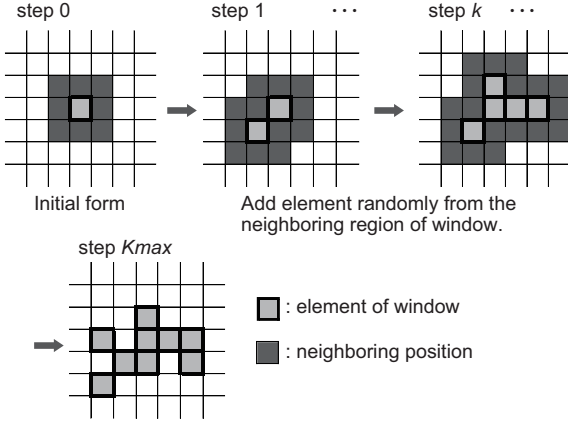 step 0
step 1
···
step k
···
Initial form
Add element randomly from the
neighboring region of window.
step Kmax
: element of window
: neighboring position